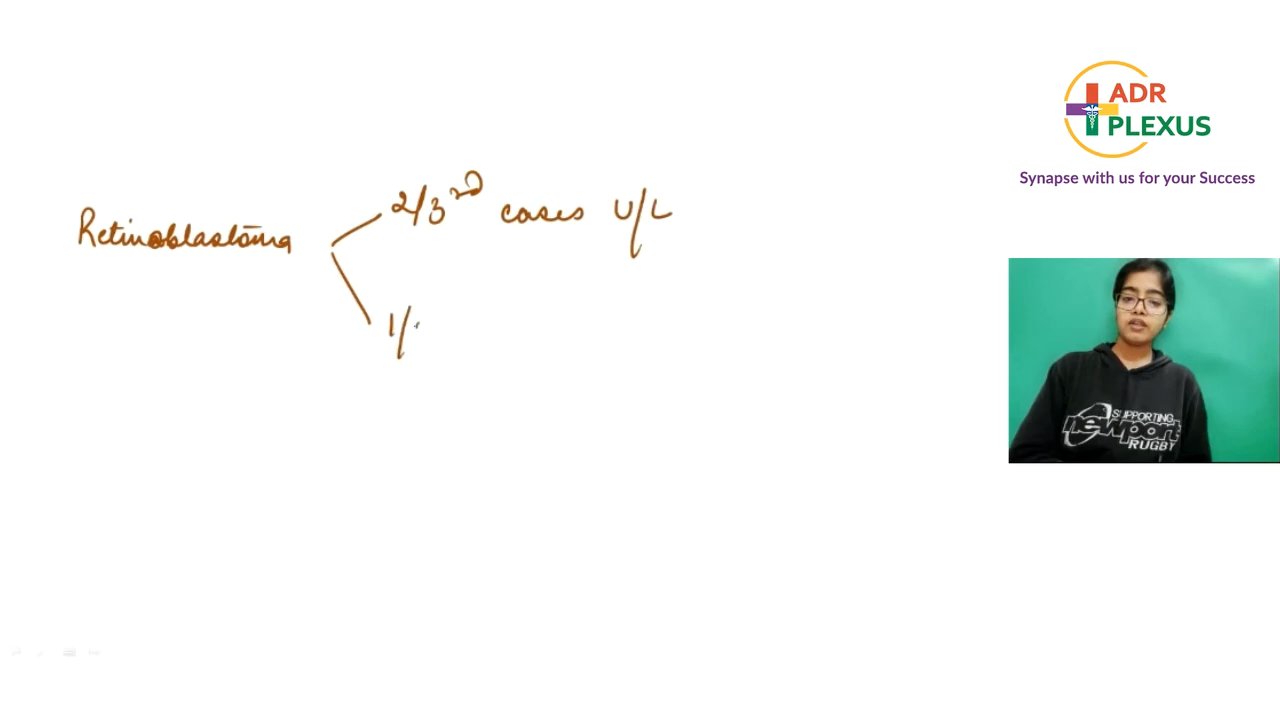 ADR
PLEXUS
Synapse with us for your Success
2/3rd cases U/L
Retinoblastoma
1/
SUPPORTING
newport
RUGBY